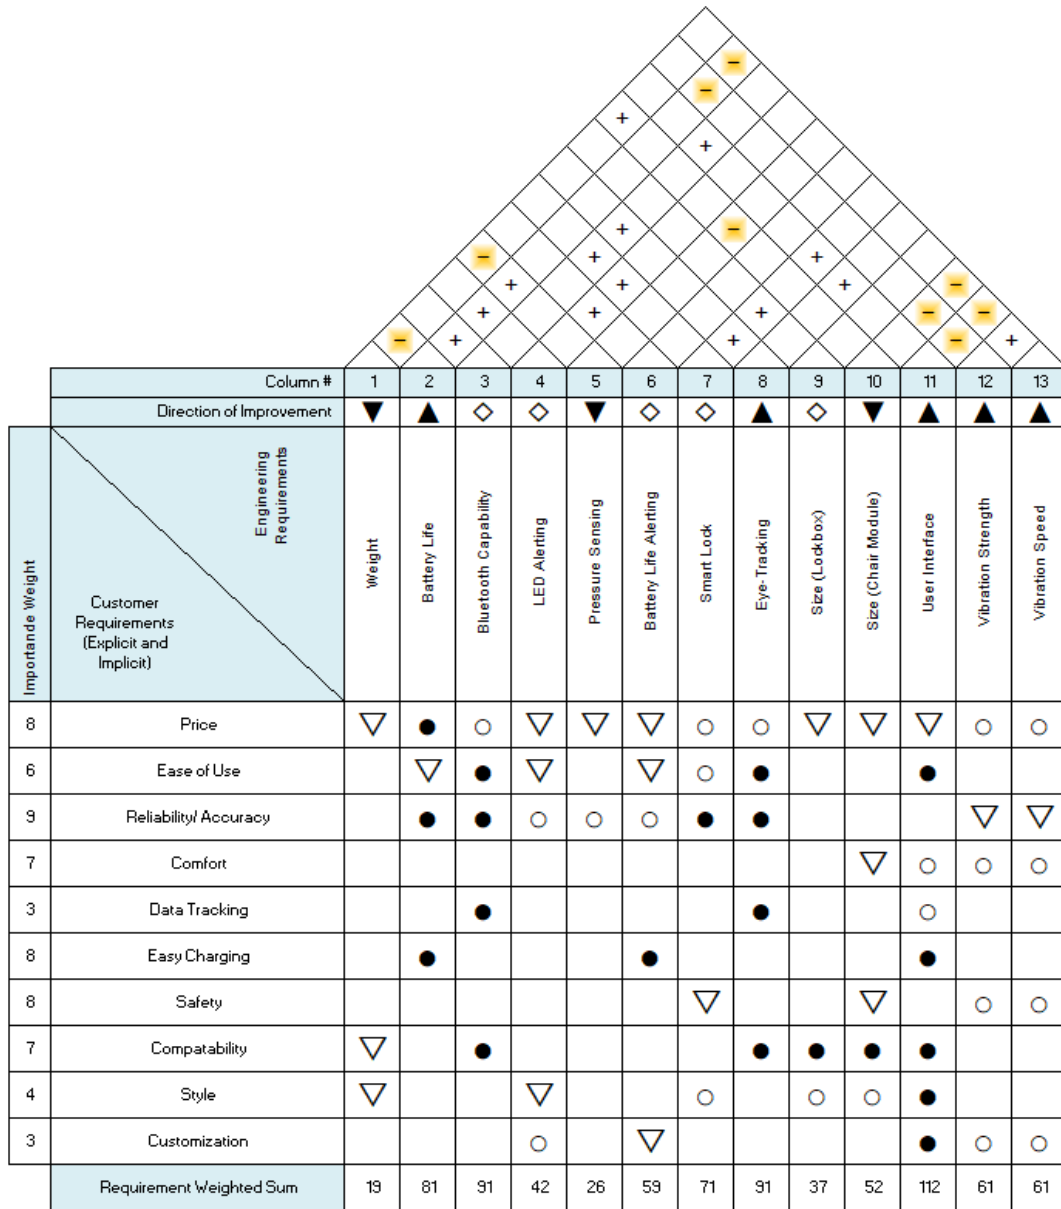 − 
−
+
+
+ −
− + +
+ + + −
+ + + − −
− + + − +
Column # 1 2 3 4 5 6 7 8 9 10 11 12 13
Direction of Improvement ▼ ▲ ◇ ◇ ▼ ◇ ◇ ▲ ◇ ▼ ▲ ▲ ▲
Importande Weight
Engineering
Requirements
Customer
Requirements
(Explicit and
Implicit)
Weight
Battery Life
Bluetooth Capability
LED Alerting
Pressure Sensing
Battery Life Alerting
Smart Lock
Eye-Tracking
Size (Lockbox)
Size (Chair Module)
User Interface
Vibration Strength
Vibration Speed
8 Price ▽ ● ○ ▽ ▽ ▽ ○ ○ ▽ ▽ ▽ ○ ○
6 Ease of Use ▽ ● ▽ ▽ ○ ● ●
9 Reliability/ Accuracy ● ● ○ ○ ○ ● ● ▽ ▽
7 Comfort ▽ ○ ○ ○
3 Data Tracking ● ● ○
8 Easy Charging ● ● ●
8 Safety ▽ ▽ ○ ○
7 Compatability ▽ ● ● ● ● ●
4 Style ▽ ▽ ○ ○ ○ ●
3 Customization ○ ▽ ● ○ ○
Requirement Weighted Sum 19 81 91 42 26 59 71 91 37 52 112 61 61